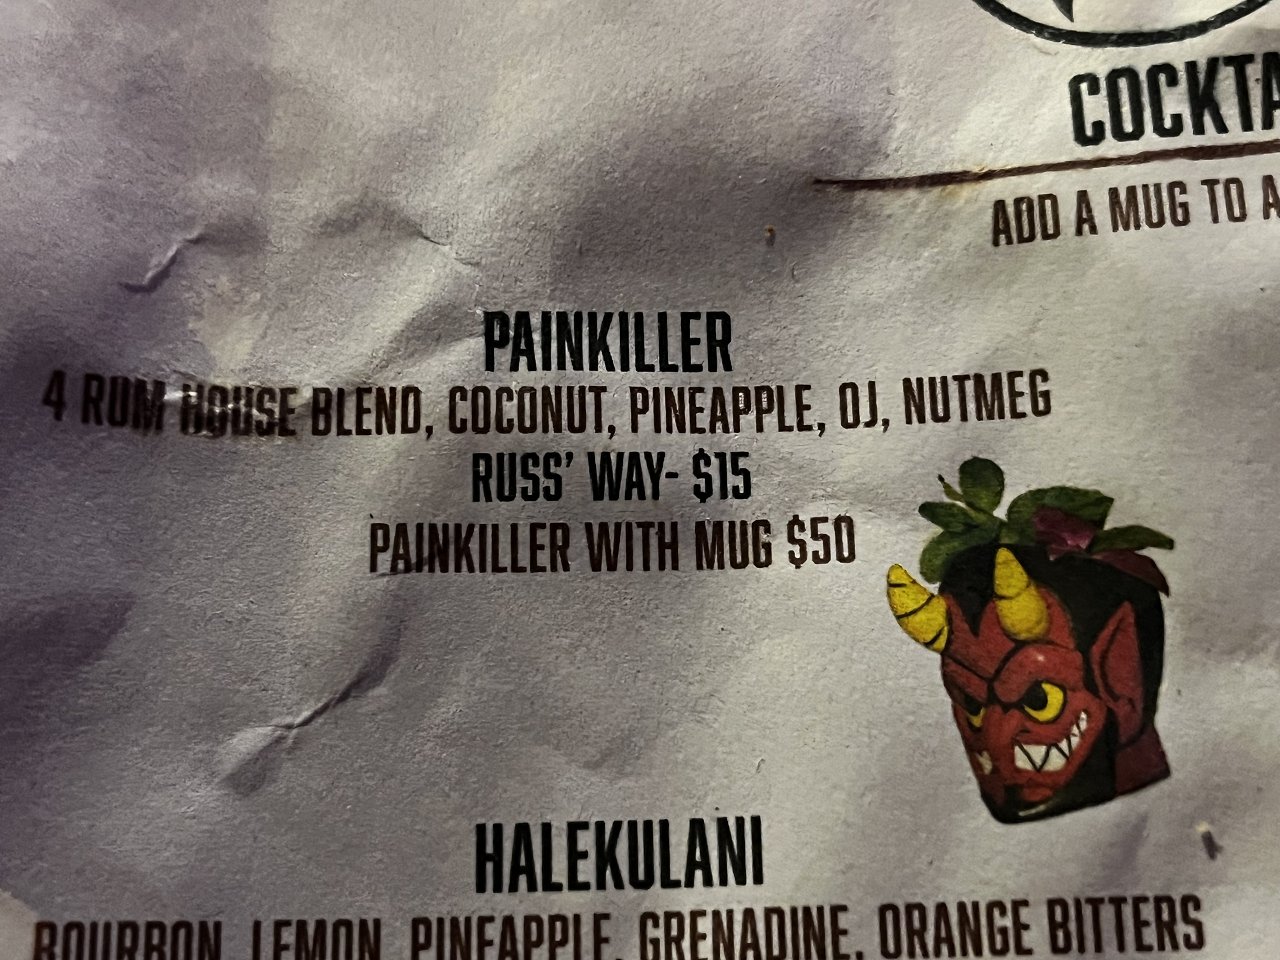 COCKTA
ADD A MUG TO A
PAINKILLER
4 RUM HOUSE BLEND, COCONUT, PINEAPPLE, OJ, NUTMEG
RUSS' WAY- $15
PAINKILLER WITH MUG $50
HALEKULANI
BOURBON, LEMON, PINEAPPLE, GRENADINE, ORANGE BITTERS